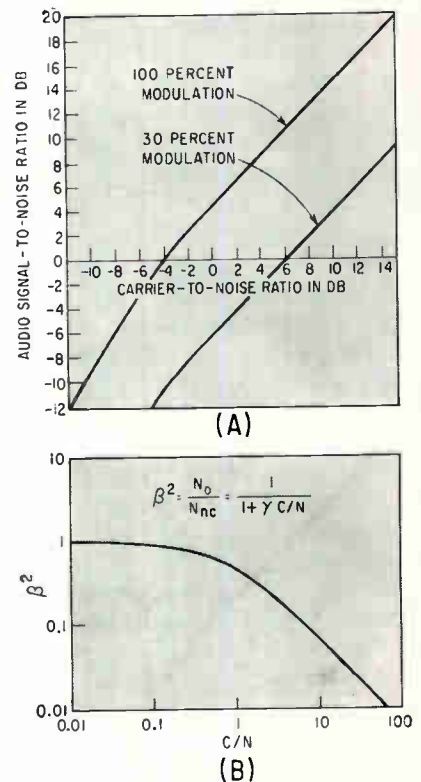 20
18
16
14
12
10
8
6
4
2
0
-2
-4
-6
-8
-10
-12
AUDIO SIGNAL-TO-NOISE RATIO IN DB
100 PERCENT
MODULATION
30 PERCENT
MODULATION
-10 -8 -6 -4 -2 0 2 4 6 8 10 12 14
CARRIER-TO-NOISE RATIO IN DB
(A)
10
1
0.1
0.01
β²
β² = N₀/Nnc = 1/(1+γ C/N)
0.01 0.1 1 10 100
C/N
(B)